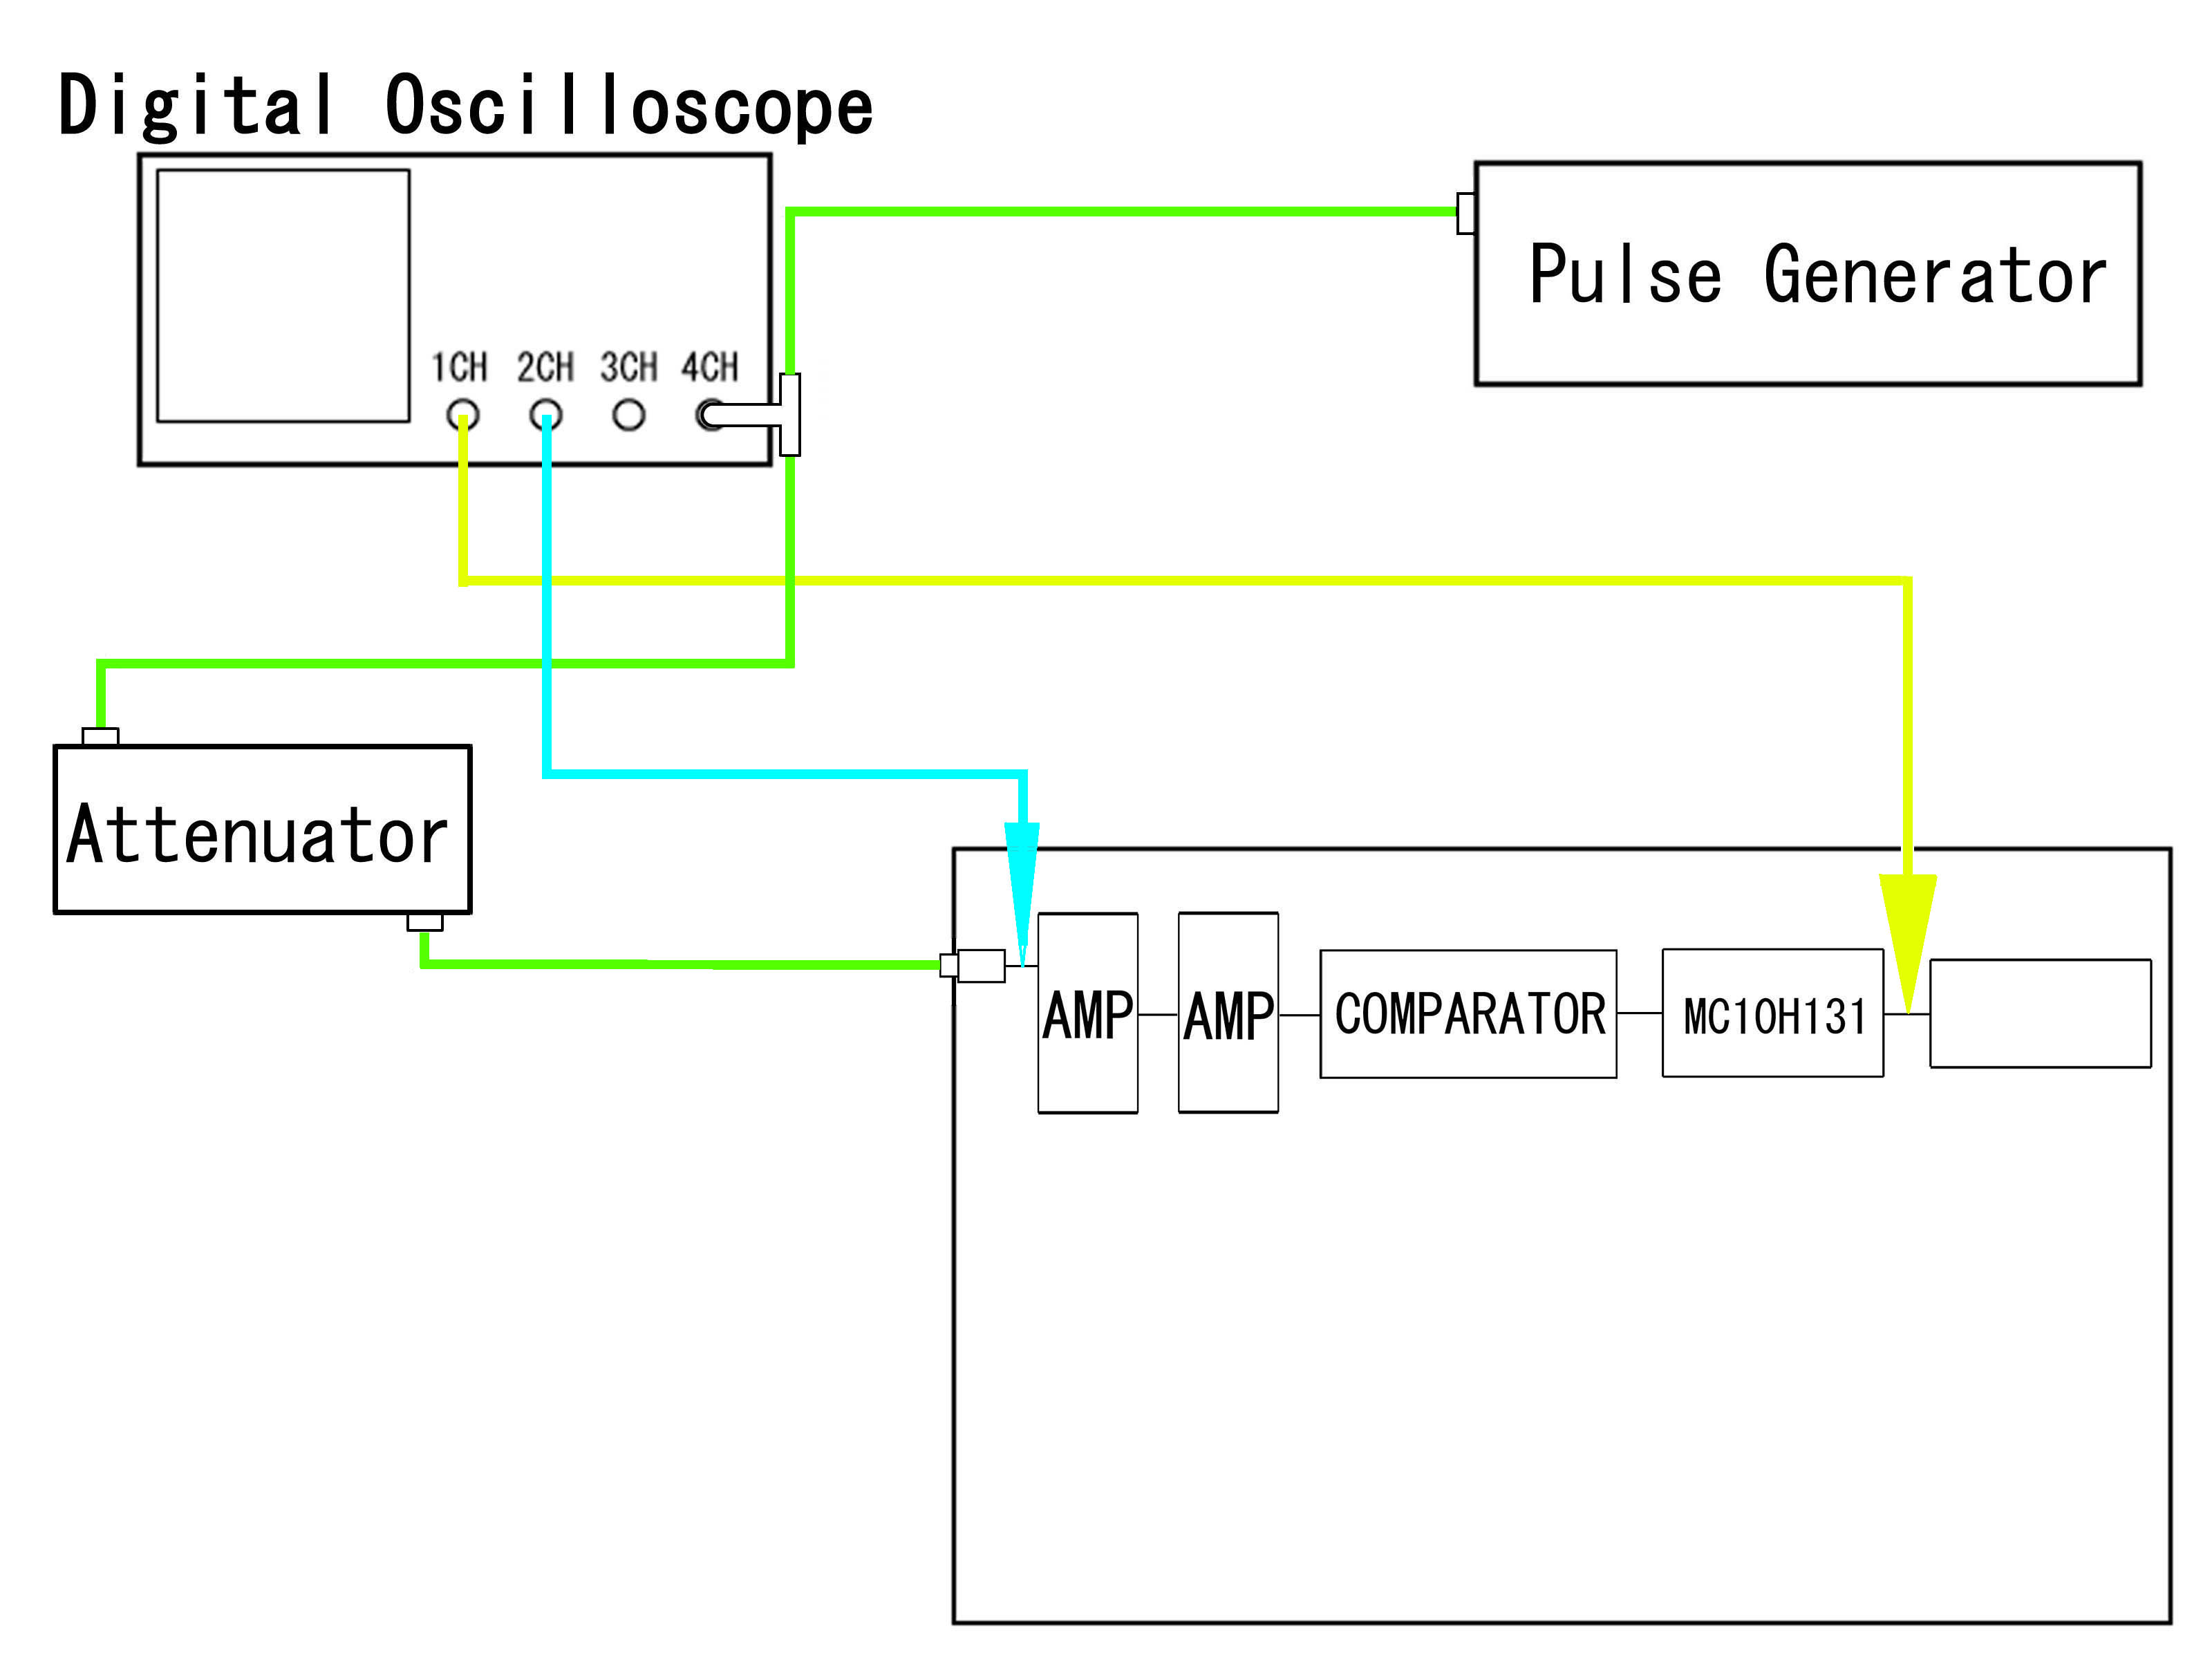 Digital Oscilloscope
Pulse Generator
1CH 2CH 3CH 4CH
Attenuator
AMP AMP COMPARATOR MC10H131